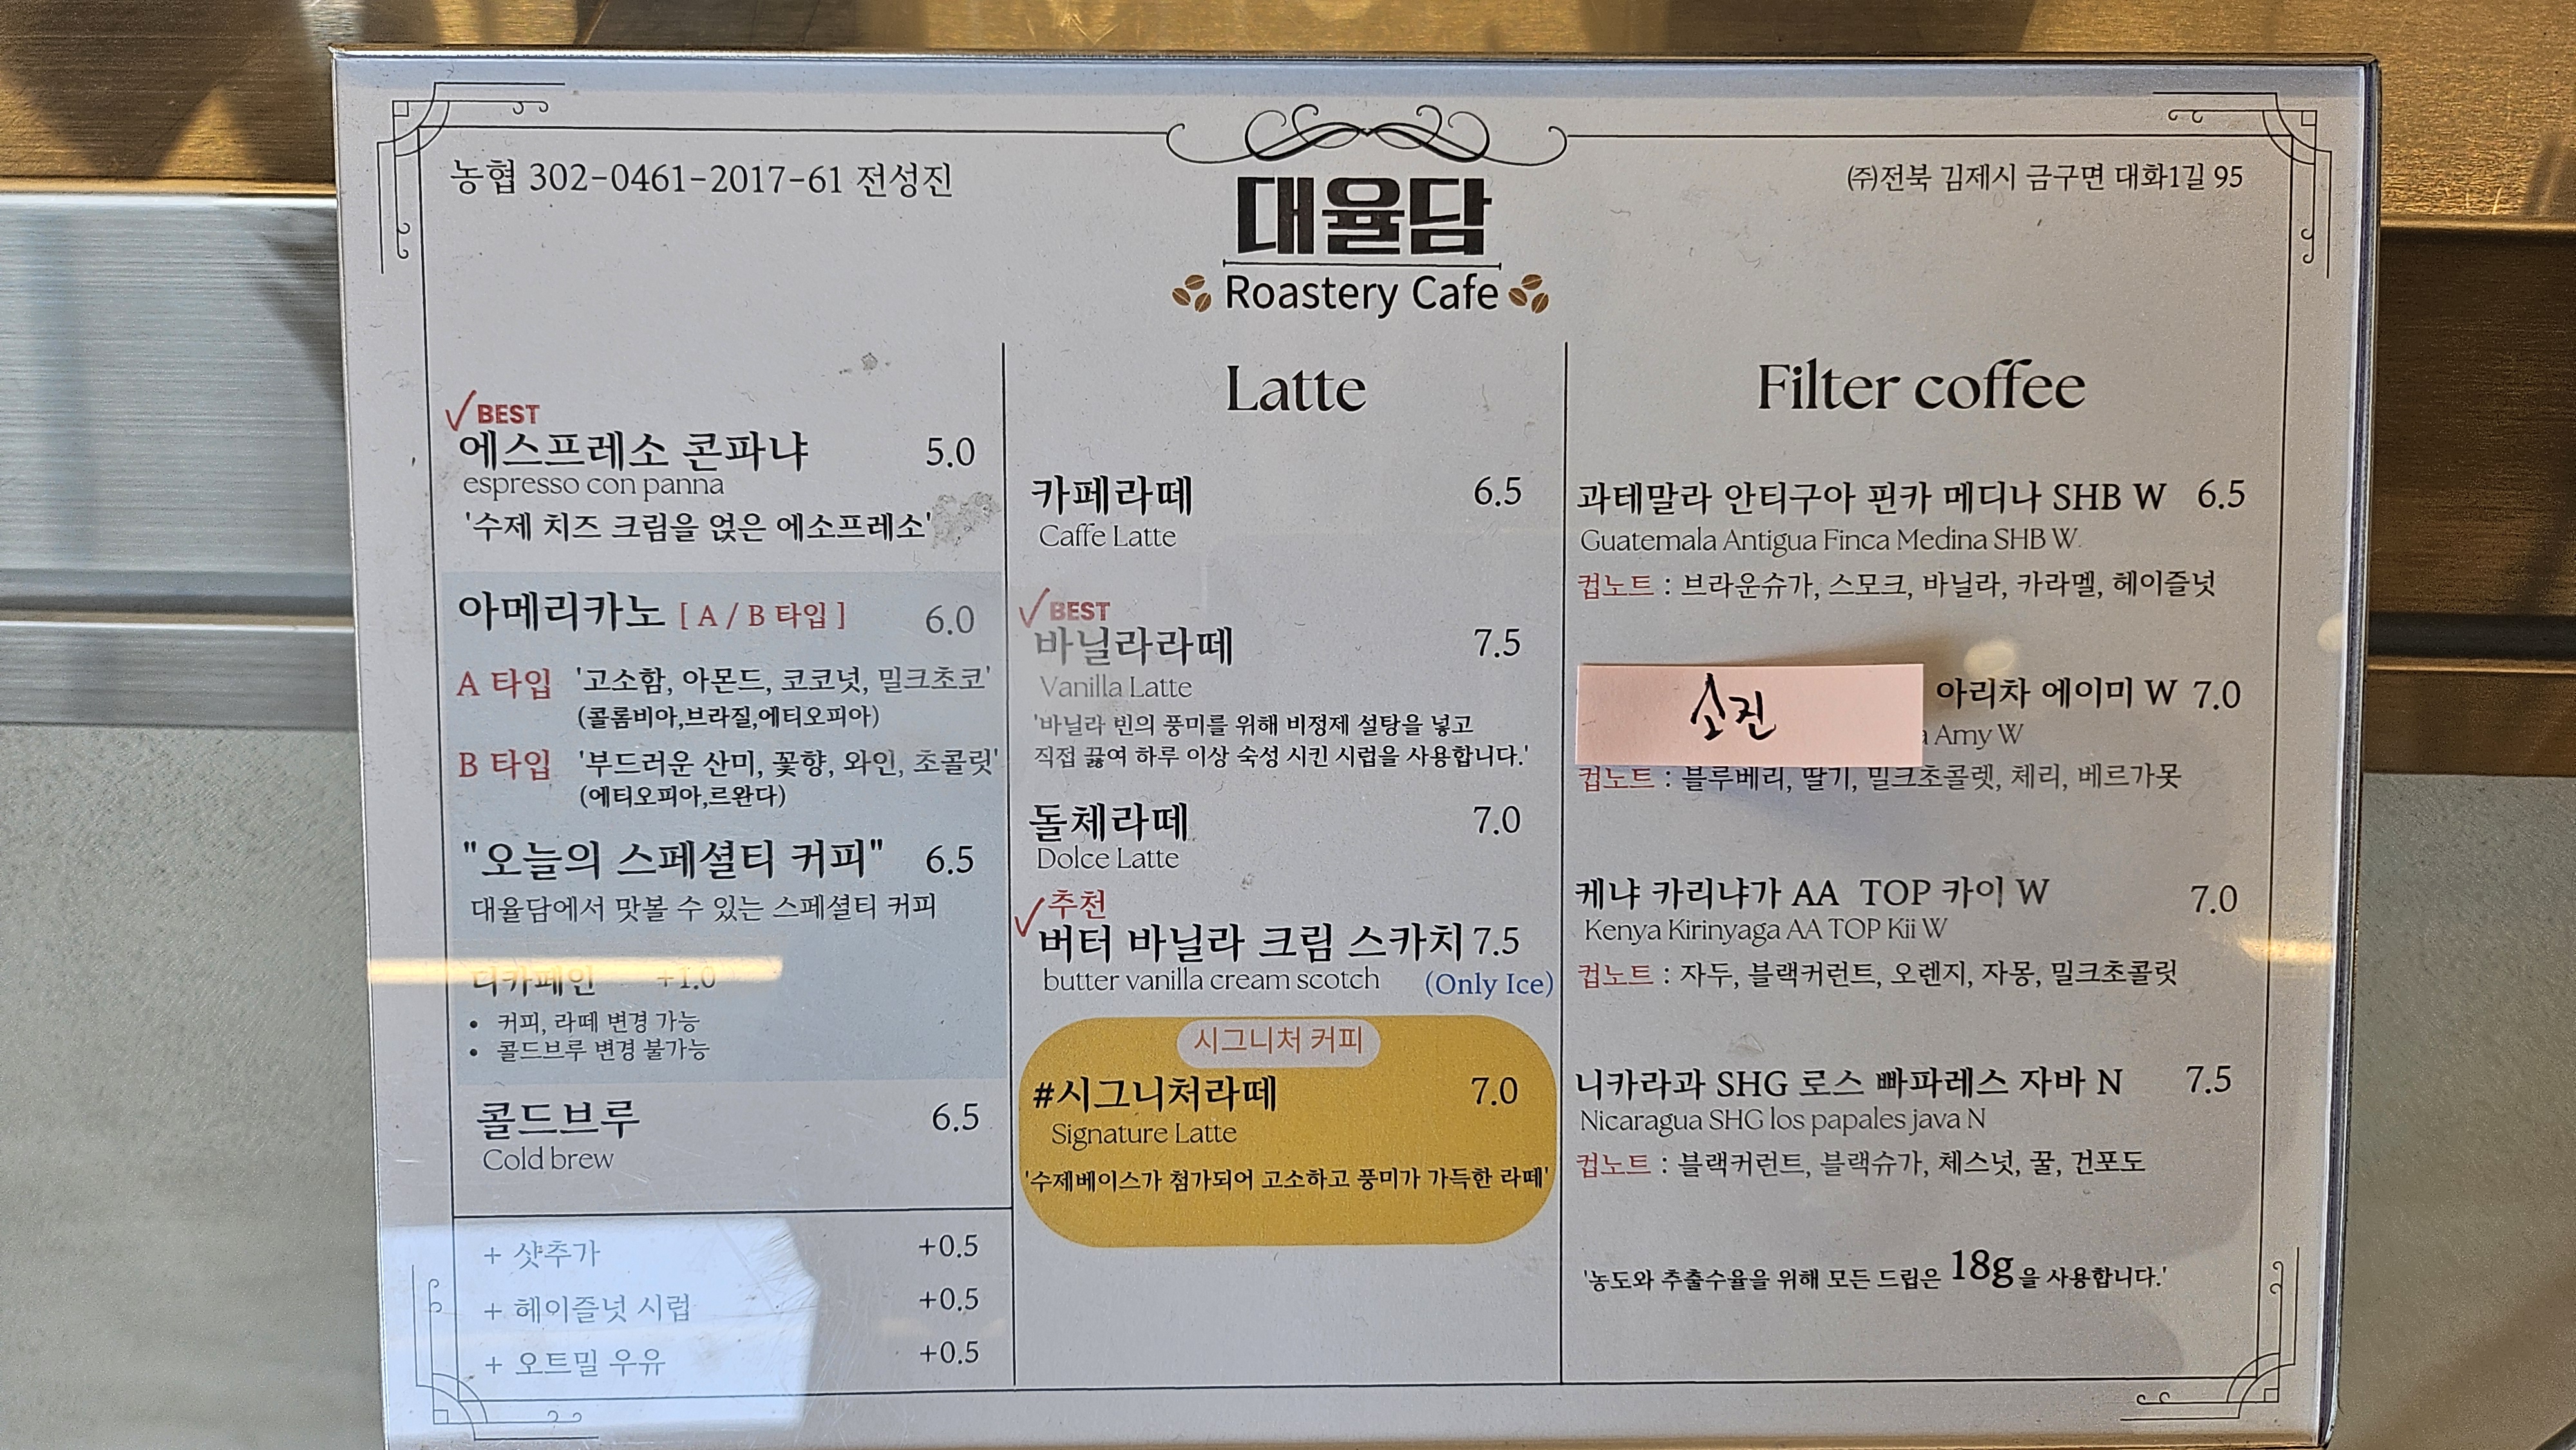 농협 302-0461-2017-61 전성진
㈜전북 김제시 금구면 대화1길 95
대율담
Roastery Cafe
✓BEST
에스프레소 콘파냐 5.0
espresso con panna
'수제 치즈 크림을 얹은 에소프레소'
아메리카노 [ A / B 타입 ] 6.0
A 타입 '고소함, 아몬드, 코코넛, 밀크초코'
(콜롬비아,브라질,에티오피아)
B 타입 '부드러운 산미, 꽃향, 와인, 초콜릿'
(에티오피아,르완다)
"오늘의 스페셜티 커피" 6.5
대율담에서 맛볼 수 있는 스페셜티 커피
디카페인 +1.0
• 커피, 라떼 변경 가능
• 콜드브루 변경 불가능
콜드브루 6.5
Cold brew
+ 샷추가 +0.5
+ 헤이즐넛 시럽 +0.5
+ 오트밀 우유 +0.5
Latte
카페라떼 6.5
Caffe Latte
✓BEST
바닐라라떼 7.5
Vanilla Latte
'바닐라 빈의 풍미를 위해 비정제 설탕을 넣고
직접 끓여 하루 이상 숙성 시킨 시럽을 사용합니다.'
돌체라떼 7.0
Dolce Latte
✓추천
버터 바닐라 크림 스카치 7.5
butter vanilla cream scotch (Only Ice)
시그니처 커피
#시그니처라떼 7.0
Signature Latte
'수제베이스가 첨가되어 고소하고 풍미가 가득한 라떼'
Filter coffee
과테말라 안티구아 핀카 메디나 SHB W 6.5
Guatemala Antigua Finca Medina SHB W
컵노트 : 브라운슈가, 스모크, 바닐라, 카라멜, 헤이즐넛
소진
아리차 에이미 W 7.0
a Amy W
컵노트 : 블루베리, 딸기, 밀크초콜렛, 체리, 베르가못
케냐 카리냐가 AA TOP 카이 W 7.0
Kenya Kirinyaga AA TOP Kii W
컵노트 : 자두, 블랙커런트, 오렌지, 자몽, 밀크초콜릿
니카라과 SHG 로스 빠파레스 자바 N 7.5
Nicaragua SHG los papales java N
컵노트 : 블랙커런트, 블랙슈가, 체스넛, 꿀, 건포도
'농도와 추출수율을 위해 모든 드립은 18g을 사용합니다.'